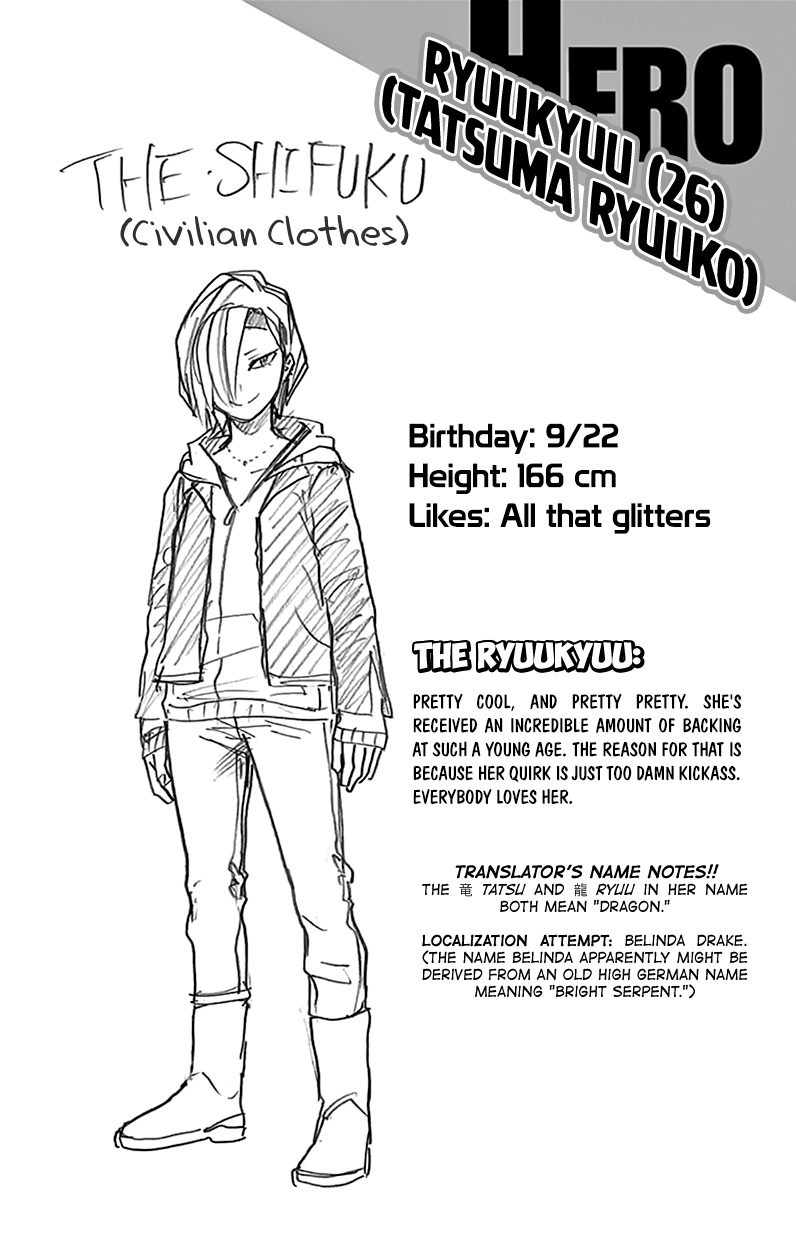 HERO
RYUUKYUU (26)
(TATSUMA RYUUKO)
THE・SHIFUKU
(Civilian Clothes)
Birthday: 9/22
Height: 166 cm
Likes: All that glitters
THE RYUUKYUU:
PRETTY COOL, AND PRETTY PRETTY. SHE'S
RECEIVED AN INCREDIBLE AMOUNT OF BACKING
AT SUCH A YOUNG AGE. THE REASON FOR THAT IS
BECAUSE HER QUIRK IS JUST TOO DAMN KICKASS.
EVERYBODY LOVES HER.
TRANSLATOR'S NAME NOTES!!
THE 竜 TATSU AND 龍 RYUU IN HER NAME
BOTH MEAN "DRAGON."
LOCALIZATION ATTEMPT: BELINDA DRAKE.
(THE NAME BELINDA APPARENTLY MIGHT BE
DERIVED FROM AN OLD HIGH GERMAN NAME
MEANING "BRIGHT SERPENT.")